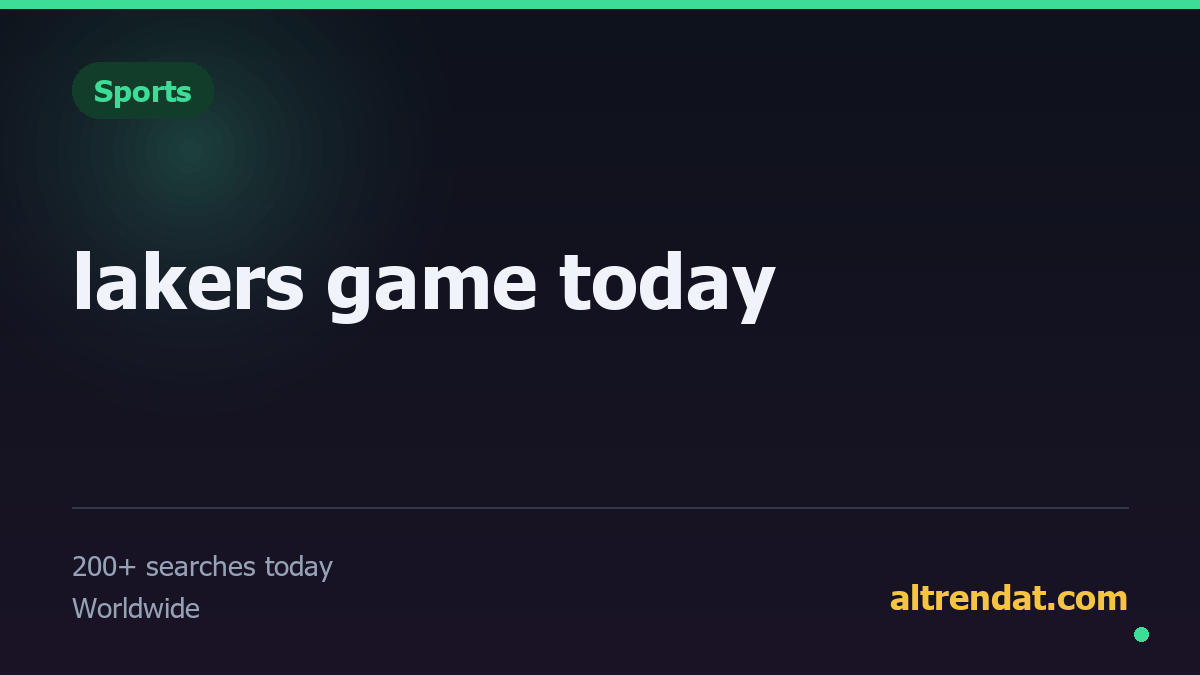 Sports
lakers game today
200+ searches today
Worldwide
altrendat.com